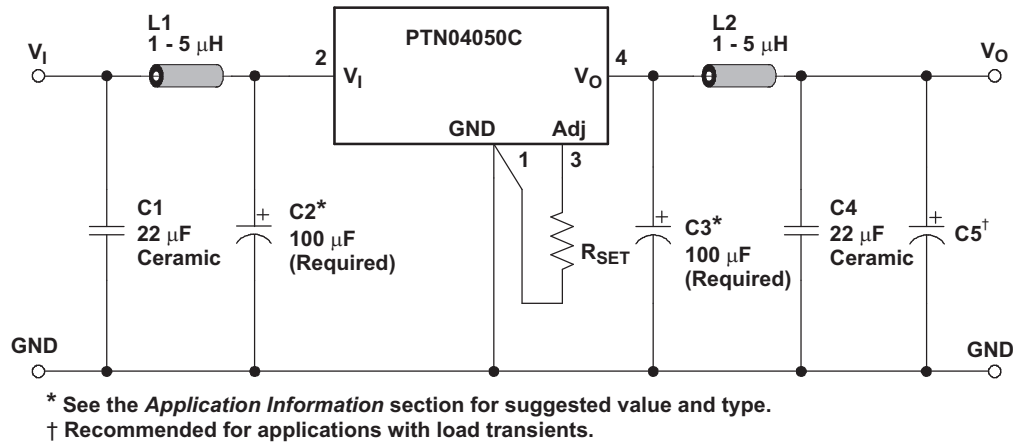 L1
1 - 5 μH
V_I
2
PTN04050C
V_I
V_O
GND
Adj
1
3
4
L2
1 - 5 μH
V_O
C1
22 μF
Ceramic
+
C2*
100 μF
(Required)
R_SET
+
C3*
100 μF
(Required)
C4
22 μF
Ceramic
+
C5†
GND
GND
* See the Application Information section for suggested value and type.
† Recommended for applications with load transients.